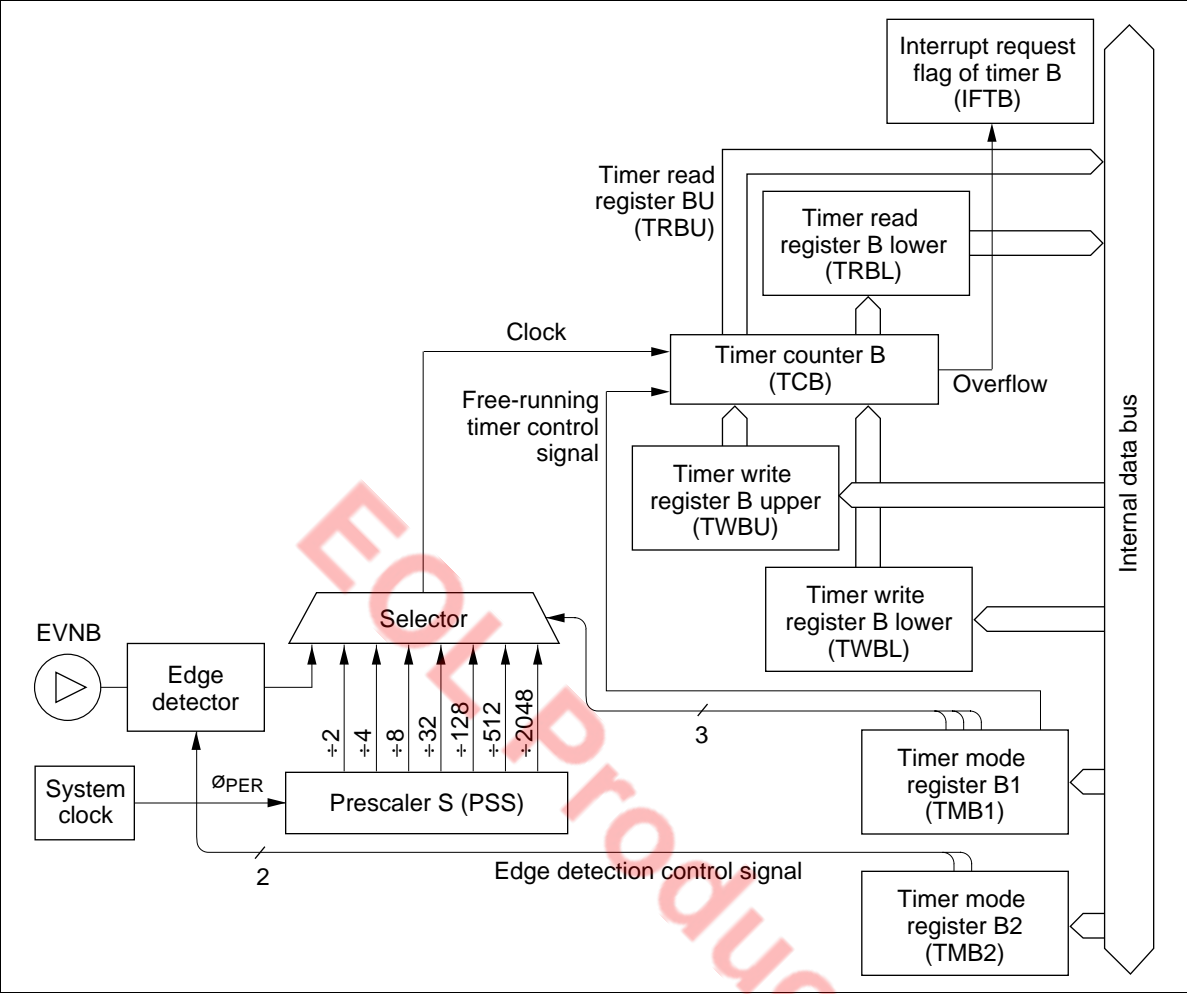 Interrupt request
flag of timer B
(IFTB)
Timer read
register BU
(TRBU)
Timer read
register B lower
(TRBL)
Clock
Timer counter B
(TCB)
Overflow
Free-running
timer control
signal
Timer write
register B upper
(TWBU)
Internal data bus
Timer write
register B lower
(TWBL)
Selector
EVNB
Edge
detector
÷2
÷4
÷8
÷32
÷128
÷512
÷2048
3
System
clock
øPER
Prescaler S (PSS)
Timer mode
register B1
(TMB1)
2
Edge detection control signal
Timer mode
register B2
(TMB2)
EOL Produc